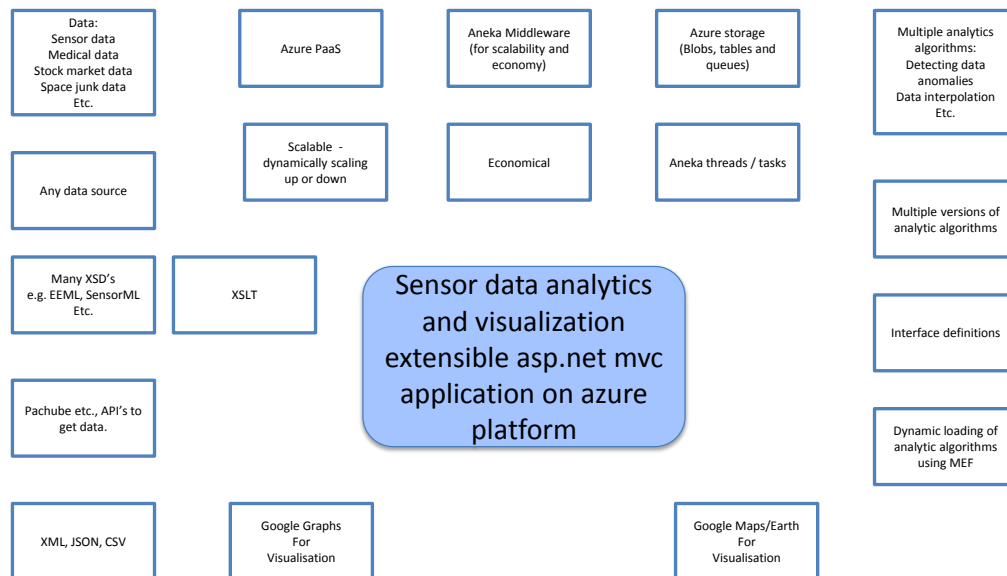 Data:
Sensor data
Medical data
Stock market data
Space junk data
Etc.
Azure PaaS
Aneka Middleware
(for scalability and
economy)
Azure storage
(Blobs, tables and
queues)
Multiple analytics
algorithms:
Detecting data
anomalies
Data interpolation
Etc.
Scalable -
dynamically scaling
up or down
Economical
Aneka threads / tasks
Any data source
Multiple versions of
analytic algorithms
Many XSD's
e.g. EEML, SensorML
Etc.
XSLT
Sensor data analytics
and visualization
extensible asp.net mvc
application on azure
platform
Interface definitions
Pachube etc., API's to
get data.
Dynamic loading of
analytic algorithms
using MEF
XML, JSON, CSV
Google Graphs
For
Visualisation
Google Maps/Earth
For
Visualisation